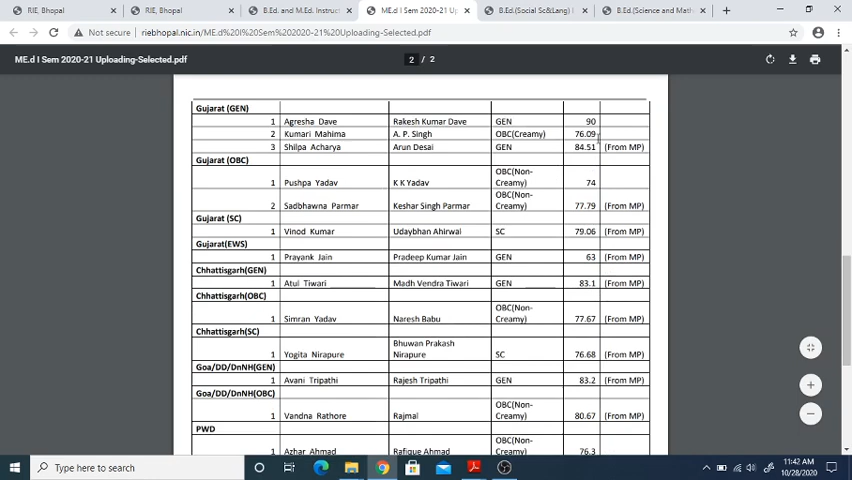 RIE, Bhopal
RIE, Bhopal
B.Ed. and M.Ed. Instruc
ME.d I Sem 2020-21 Up
B.Ed.(Social Sc&Lang) I
B.Ed.(Science and Math
Not secure | riebhopal.nic.in/ME.d%20I%20Sem%202020-21%20Uploading-Selected.pdf
ME.d I Sem 2020-21 Uploading-Selected.pdf
2 / 2
Gujarat (GEN)
1 Agresha Dave Rakesh Kumar Dave GEN 90
2 Kumari Mahima A. P. Singh OBC(Creamy) 76.09
3 Shilpa Acharya Arun Desai GEN 84.51 (From MP)
Gujarat (OBC)
1 Pushpa Yadav K K Yadav OBC(Non-Creamy) 74
2 Sadbhawna Parmar Keshar Singh Parmar OBC(Non-Creamy) 77.79 (From MP)
Gujarat (SC)
1 Vinod Kumar Udaybhan Ahirwal SC 79.06 (From MP)
Gujarat(EWS)
1 Prayank Jain Pradeep Kumar Jain GEN 63 (From MP)
Chhattisgarh(GEN)
1 Atul Tiwari Madh Vendra Tiwari GEN 83.1 (From MP)
Chhattisgarh(OBC)
1 Simran Yadav Naresh Babu OBC(Non-Creamy) 77.67 (From MP)
Chhattisgarh(SC)
1 Yogita Nirapure Bhuwan Prakash Nirapure SC 76.68 (From MP)
Goa/DD/DnNH(GEN)
1 Avani Tripathi Rajesh Tripathi GEN 83.2 (From MP)
Goa/DD/DnNH(OBC)
1 Vandna Rathore Rajmal OBC(Non-Creamy) 80.67 (From MP)
PWD
1 Azhar Ahmad Rafique Ahmad OBC(Non-Creamy) 76.3
Type here to search
11:42 AM
10/28/2020